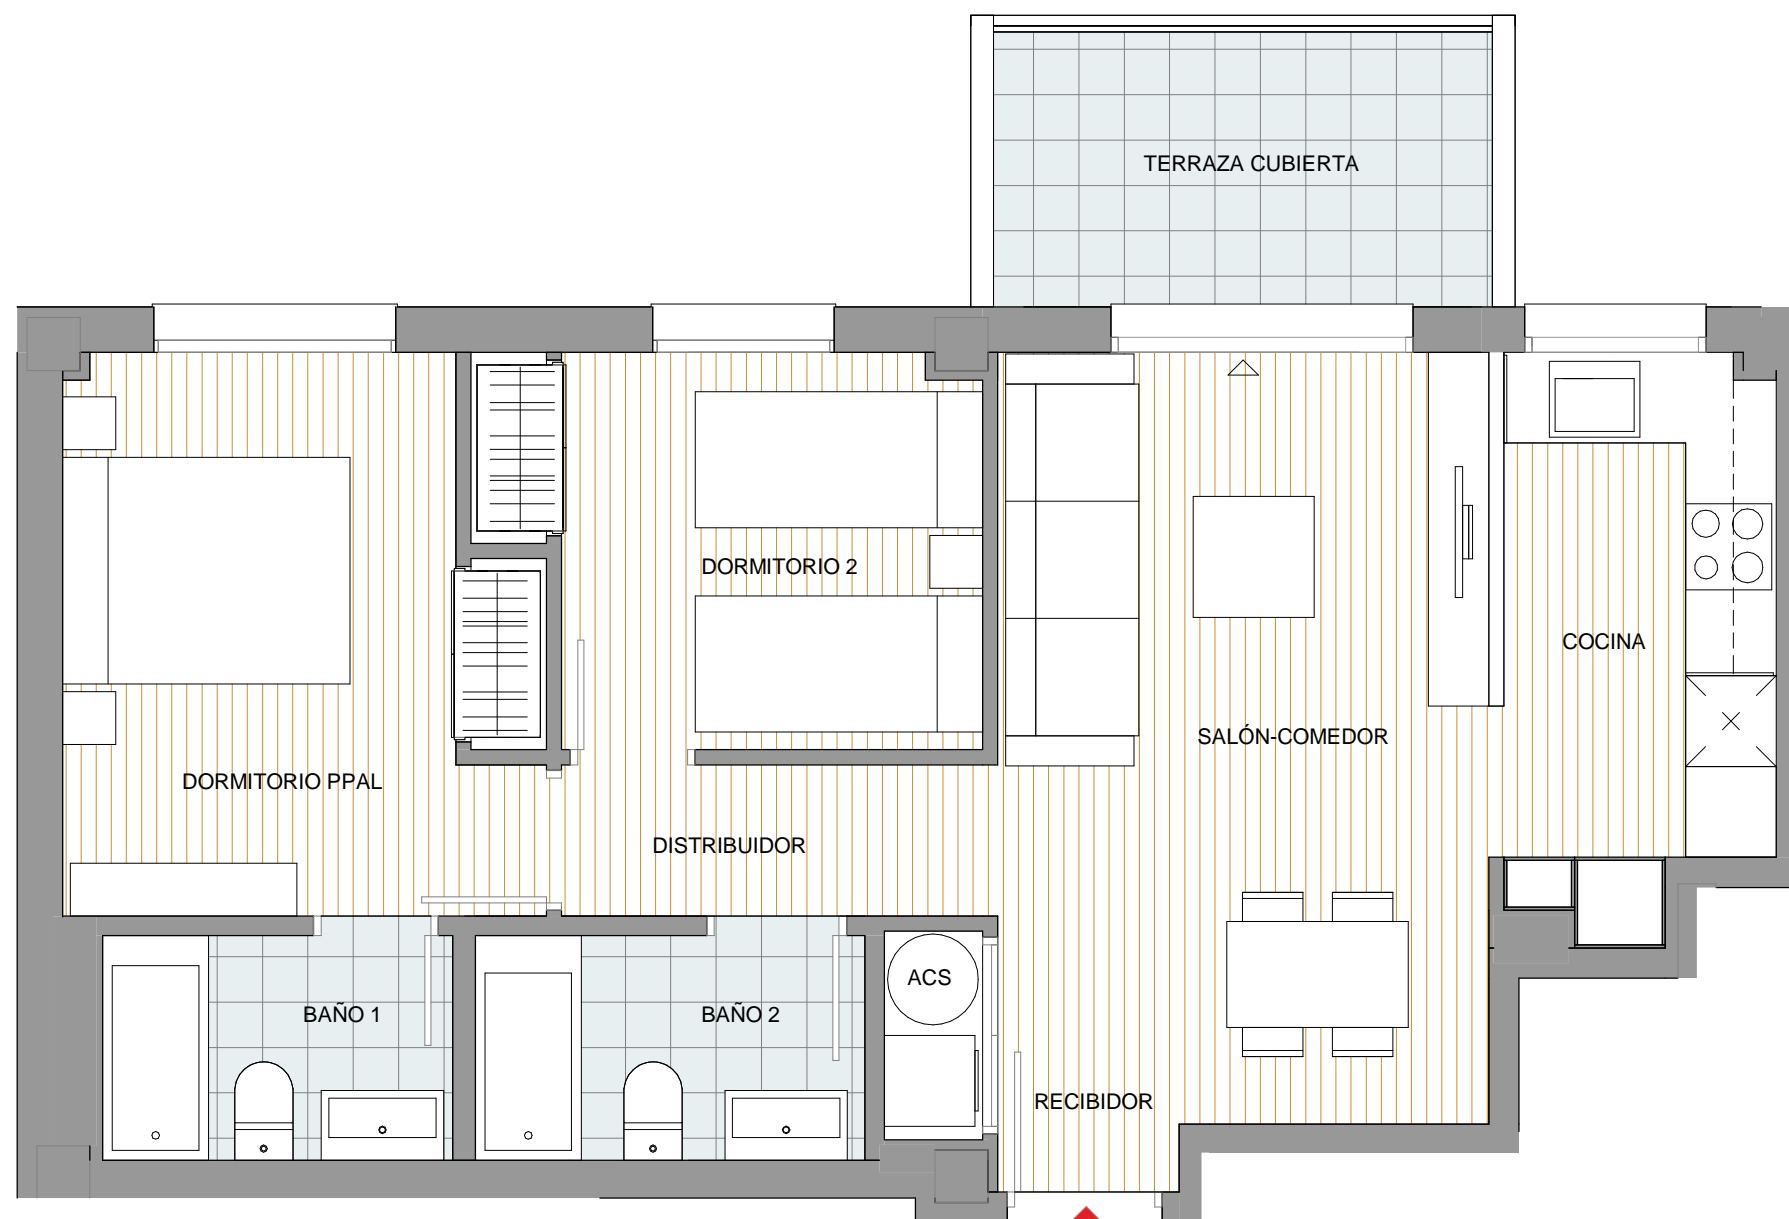 TERRAZA CUBIERTA
DORMITORIO 2
COCINA
SALÓN-COMEDOR
DORMITORIO PPAL
DISTRIBUIDOR
ACS
BAÑO 1
BAÑO 2
RECIBIDOR